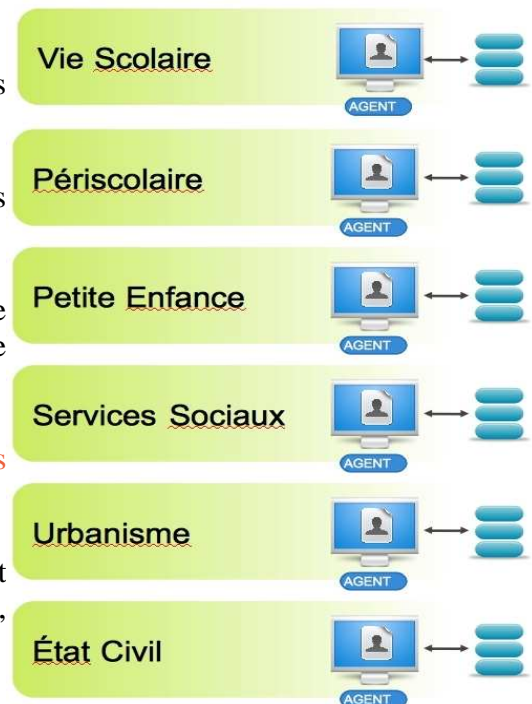 Vie Scolaire
AGENT
s
Périscolaire
s
AGENT
Petite Enfance
e
e
AGENT
Services Sociaux
s
AGENT
Urbanisme
t
AGENT
,
État Civil
AGENT